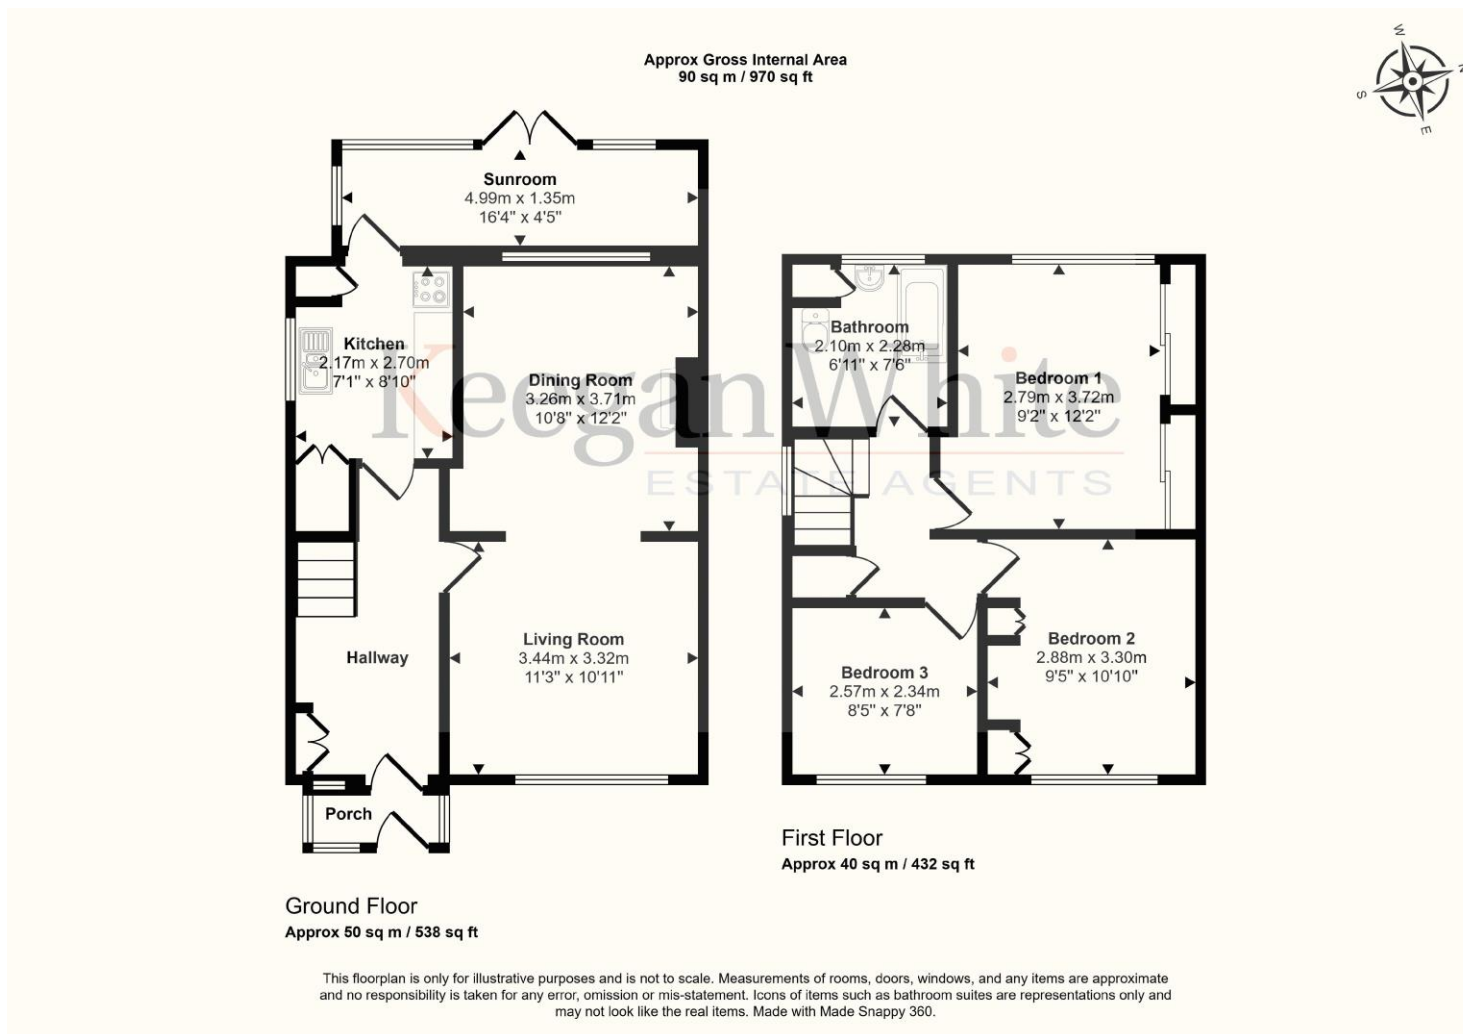 Approx Gross Internal Area
90 sq m / 970 sq ft
W
N
S
E
Sunroom
4.99m x 1.35m
16'4" x 4'5"
Kitchen
2.17m x 2.70m
7'1" x 8'10"
Dining Room
3.26m x 3.71m
10'8" x 12'2"
Bathroom
2.10m x 2.28m
6'11" x 7'6"
Bedroom 1
2.79m x 3.72m
9'2" x 12'2"
Keegan White
ESTATE AGENTS
Hallway
Living Room
3.44m x 3.32m
11'3" x 10'11"
Bedroom 3
2.57m x 2.34m
8'5" x 7'8"
Bedroom 2
2.88m x 3.30m
9'5" x 10'10"
Porch
First Floor
Approx 40 sq m / 432 sq ft
Ground Floor
Approx 50 sq m / 538 sq ft
This floorplan is only for illustrative purposes and is not to scale. Measurements of rooms, doors, windows, and any items are approximate
and no responsibility is taken for any error, omission or mis-statement. Icons of items such as bathroom suites are representations only and
may not look like the real items. Made with Made Snappy 360.